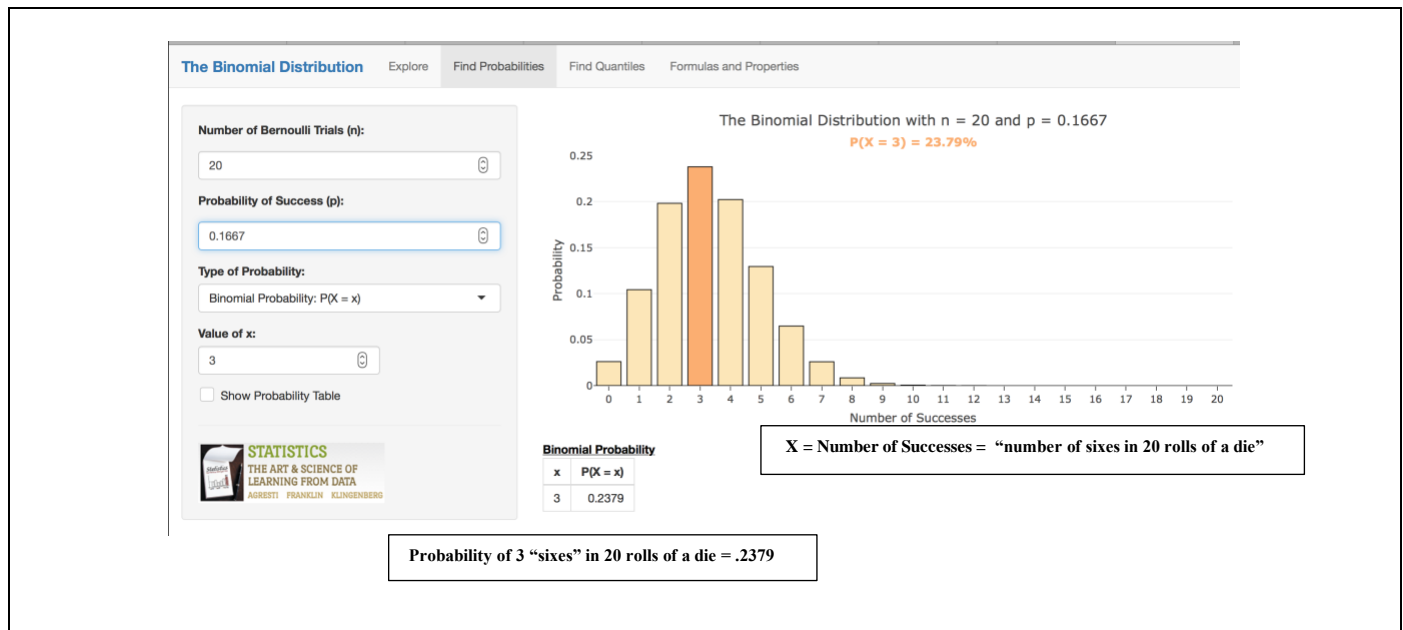 The Binomial Distribution Explore Find Probabilities Find Quantiles Formulas and Properties
Number of Bernoulli Trials (n):
20
Probability of Success (p):
0.1667
Type of Probability:
Binomial Probability: P(X = x)
Value of x:
3
Show Probability Table
STATISTICS
THE ART & SCIENCE OF
LEARNING FROM DATA
AGRESTI FRANKLIN KLINGENBERG
The Binomial Distribution with n = 20 and p = 0.1667
P(X = 3) = 23.79%
Probability
0.25
0.2
0.15
0.1
0.05
0
0 1 2 3 4 5 6 7 8 9 10 11 12 13 14 15 16 17 18 19 20
Number of Successes
X = Number of Successes = “number of sixes in 20 rolls of a die”
Binomial Probability
x P(X = x)
3 0.2379
Probability of 3 “sixes” in 20 rolls of a die = .2379